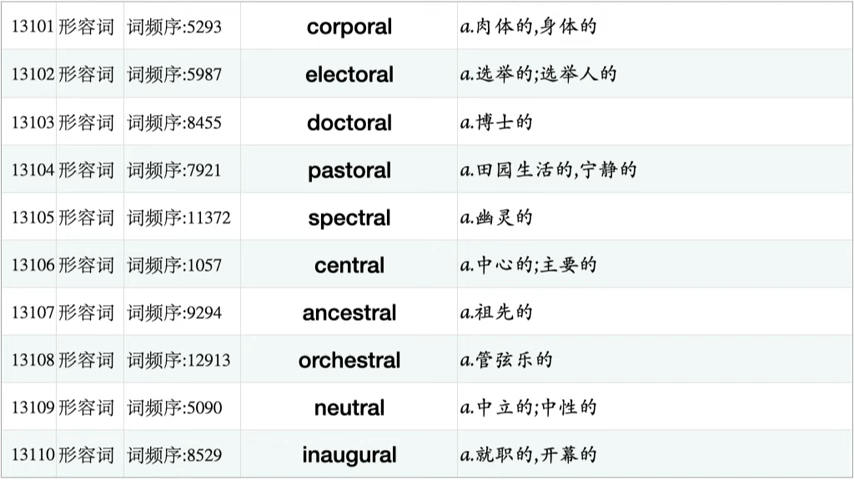 13101 形容词 词频序:5293 corporal a.肉体的,身体的
13102 形容词 词频序:5987 electoral a.选举的;选举人的
13103 形容词 词频序:8455 doctoral a.博士的
13104 形容词 词频序:7921 pastoral a.田园生活的,宁静的
13105 形容词 词频序:11372 spectral a.幽灵的
13106 形容词 词频序:1057 central a.中心的;主要的
13107 形容词 词频序:9294 ancestral a.祖先的
13108 形容词 词频序:12913 orchestral a.管弦乐的
13109 形容词 词频序:5090 neutral a.中立的;中性的
13110 形容词 词频序:8529 inaugural a.就职的,开幕的